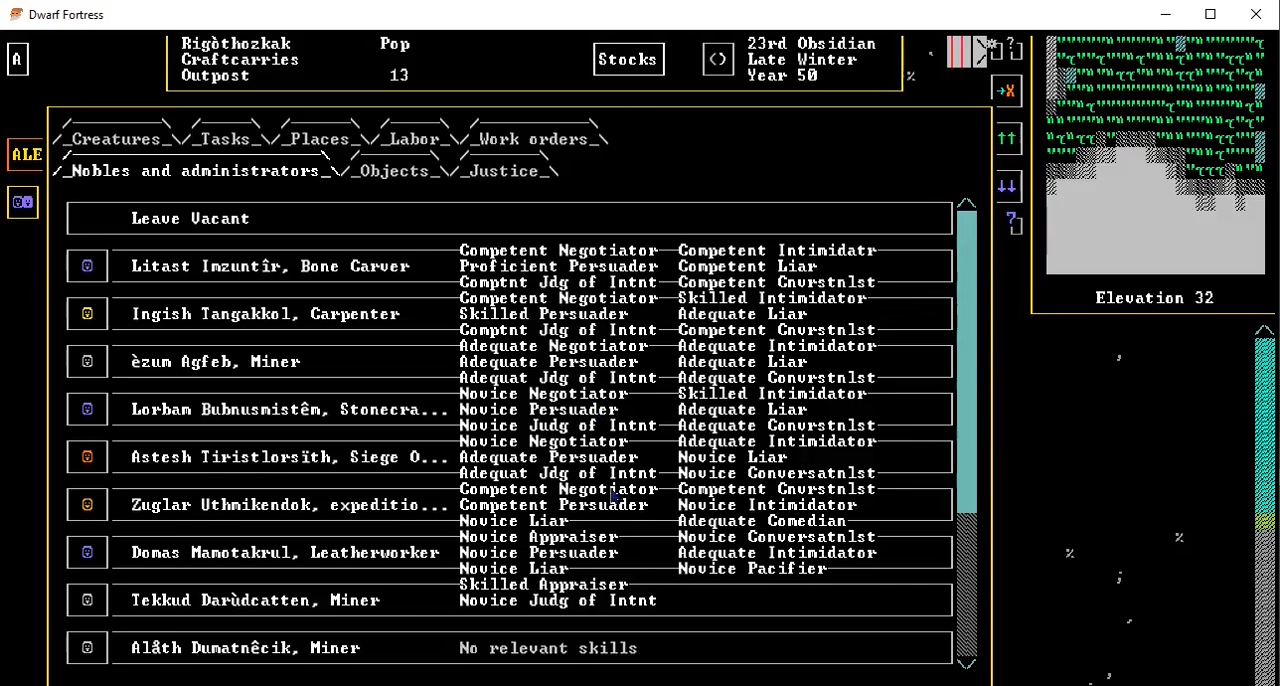 Dwarf Fortress
A
Rigòthozkak Pop
Craftcarries
Outpost 13
Stocks
23rd Obsidian
Late Winter
Year 50
Creatures Tasks Places Labor Work orders
Nobles and administrators Objects Justice
ALE
Leave Vacant
Competent Negotiator Competent Intimidatr
Litast Imzuntîr, Bone Carver Proficient Persuader Competent Liar
Comptnt Jdg of Intnt Competent Cnvrstnlst
Competent Negotiator Skilled Intimidator
Ingish Tangakkol, Carpenter Skilled Persuader Adequate Liar
Comptnt Jdg of Intnt Competent Cnvrstnlst
Adequate Negotiator Adequate Intimidator
èzum Agfeb, Miner Adequate Persuader Adequate Liar
Adequat Jdg of Intnt Adequate Convrstnlst
Novice Negotiator Skilled Intimidator
Lorbam Bubnusmistêm, Stonecra... Novice Persuader Adequate Liar
Novice Judg of Intnt Adequate Convrstnlst
Novice Negotiator Adequate Intimidator
Astesh Tiristlorsïth, Siege O... Adequate Persuader Novice Liar
Adequat Jdg of Intnt Novice Conversatnlst
Competent Negotiator Competent Cnvrstnlst
Zuglar Uthmikendok, expeditio... Competent Persuader Novice Intimidator
Novice Liar Adequate Comedian
Novice Appraiser Novice Conversatnlst
Domas Mamotakrul, Leatherworker Novice Persuader Adequate Intimidator
Novice Liar Novice Pacifier
Skilled Appraiser
Tekkud Darùdcatten, Miner Novice Judg of Intnt
Alåth Dumatnêcik, Miner No relevant skills
Elevation 32